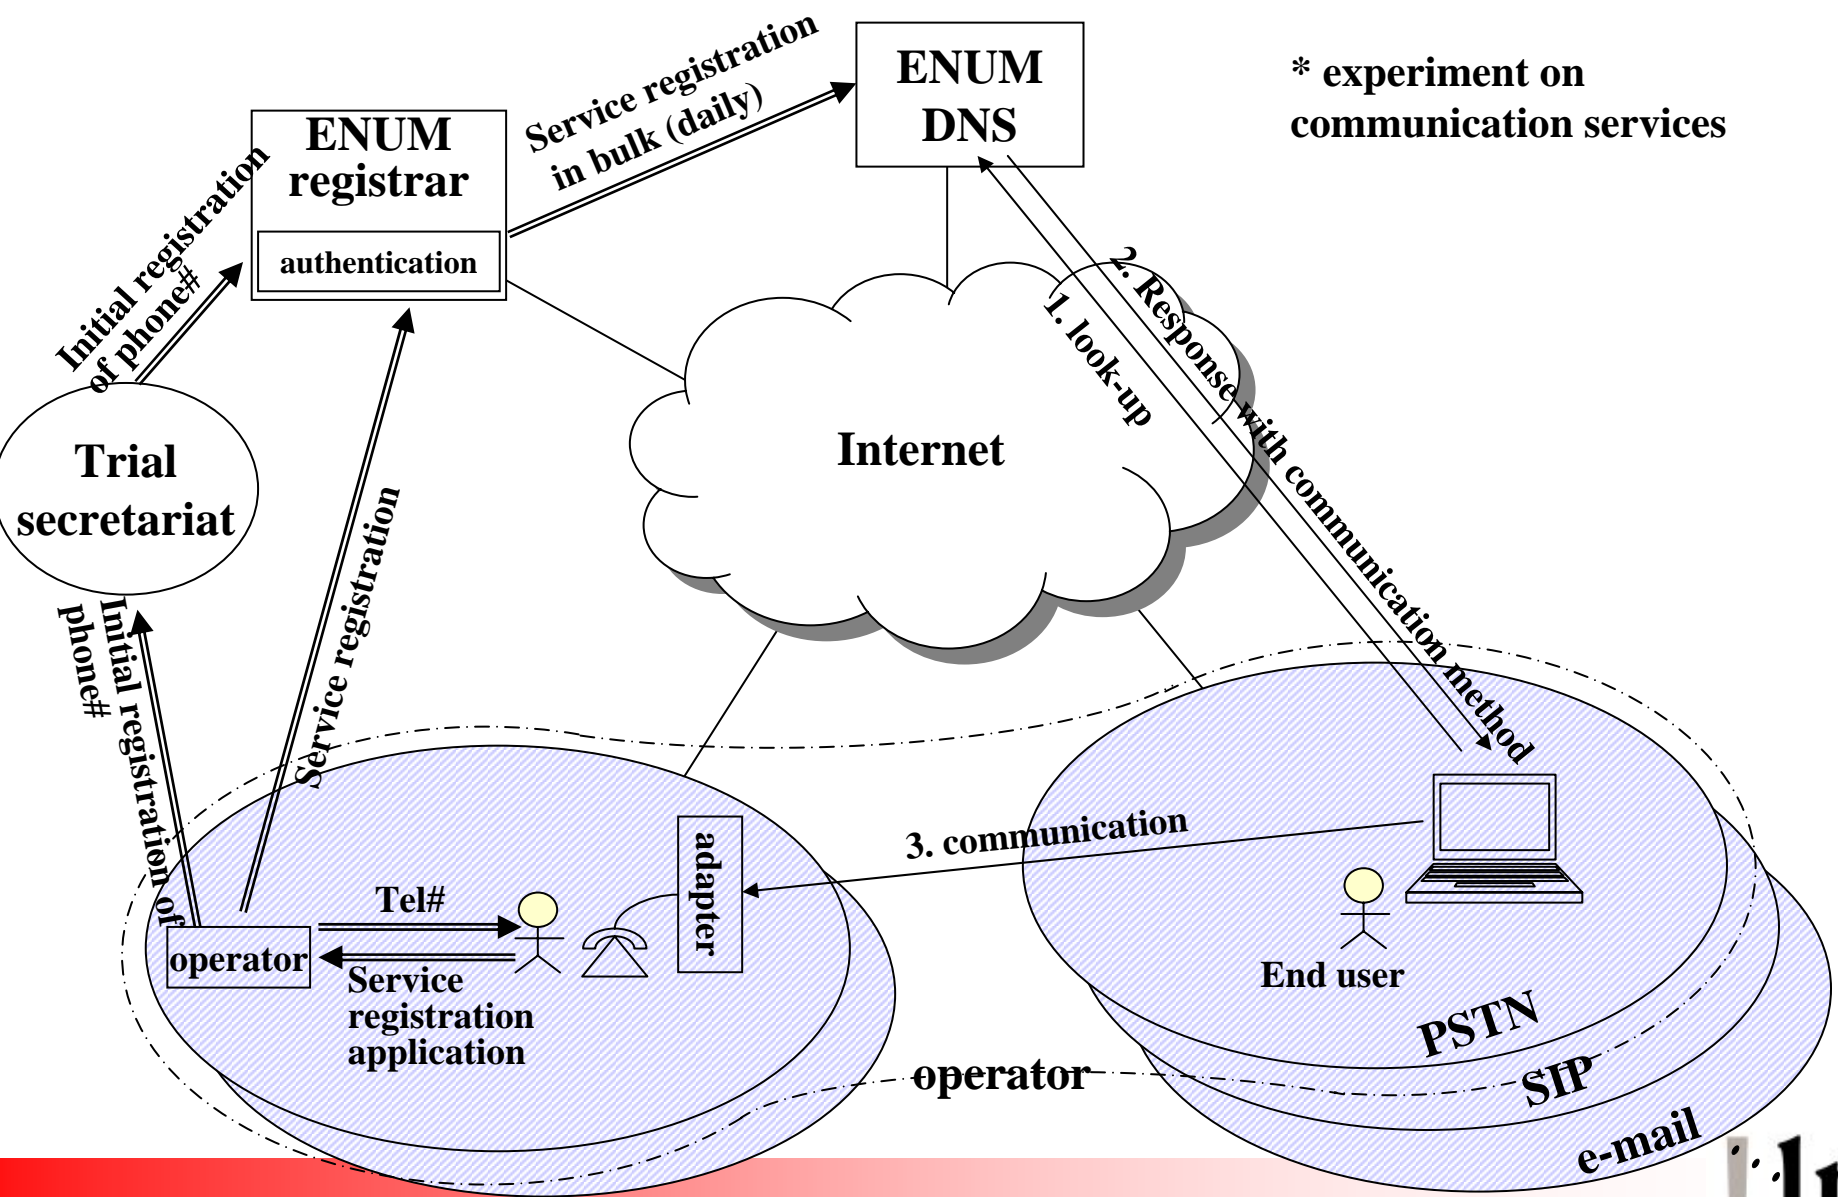 Service registration
in bulk (daily)
ENUM
DNS
* experiment on
communication services
ENUM
registrar
authentication
Initial registration
of phone#
Trial
secretariat
Internet
1. look-up
2. Response with communication method
Service registration
Initial registration of
phone#
3. communication
adapter
Tel#
operator
Service
registration
application
End user
PSTN
SIP
e-mail
operator